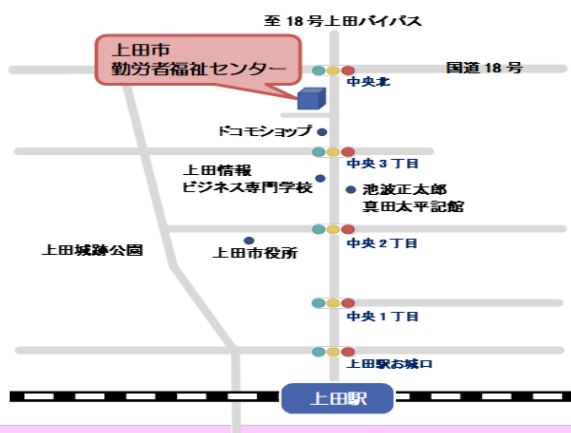 至18号上田バイパス
上田市
勤労者福祉センター
国道18号
中央北
ドコモショップ
中央3丁目
上田情報
ビジネス専門学校
池波正太郎
真田太平記館
中央2丁目
上田城跡公園
上田市役所
中央1丁目
上田駅お城口
上田駅